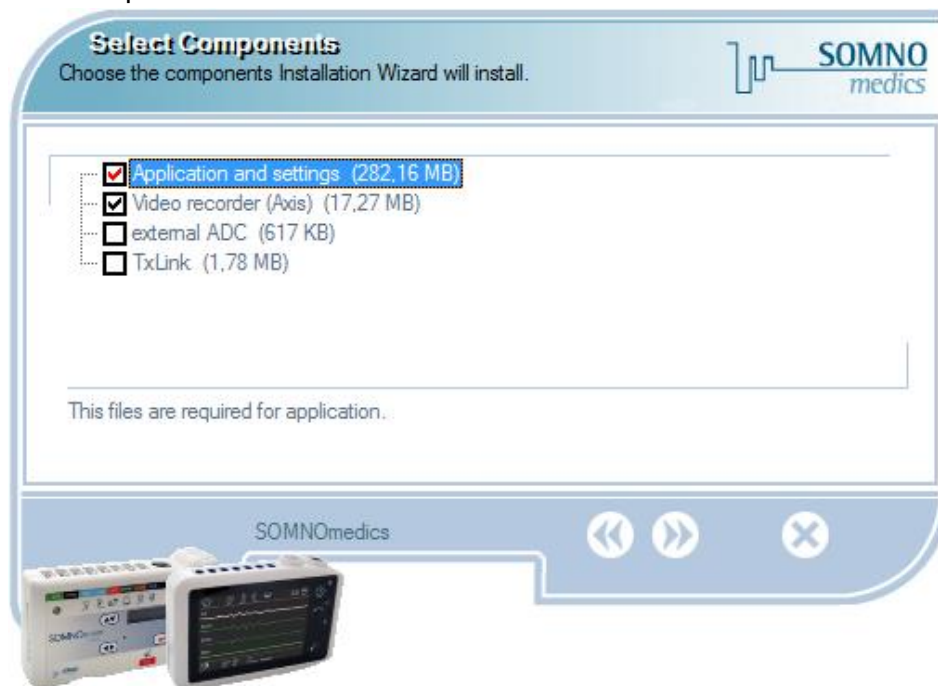 Select Components
Choose the components Installation Wizard will install.
SOMNO
medics
Application and settings (282,16 MB)
Video recorder (Axis) (17,27 MB)
external ADC (617 KB)
TxLink (1,78 MB)
This files are required for application.
SOMNOmedics